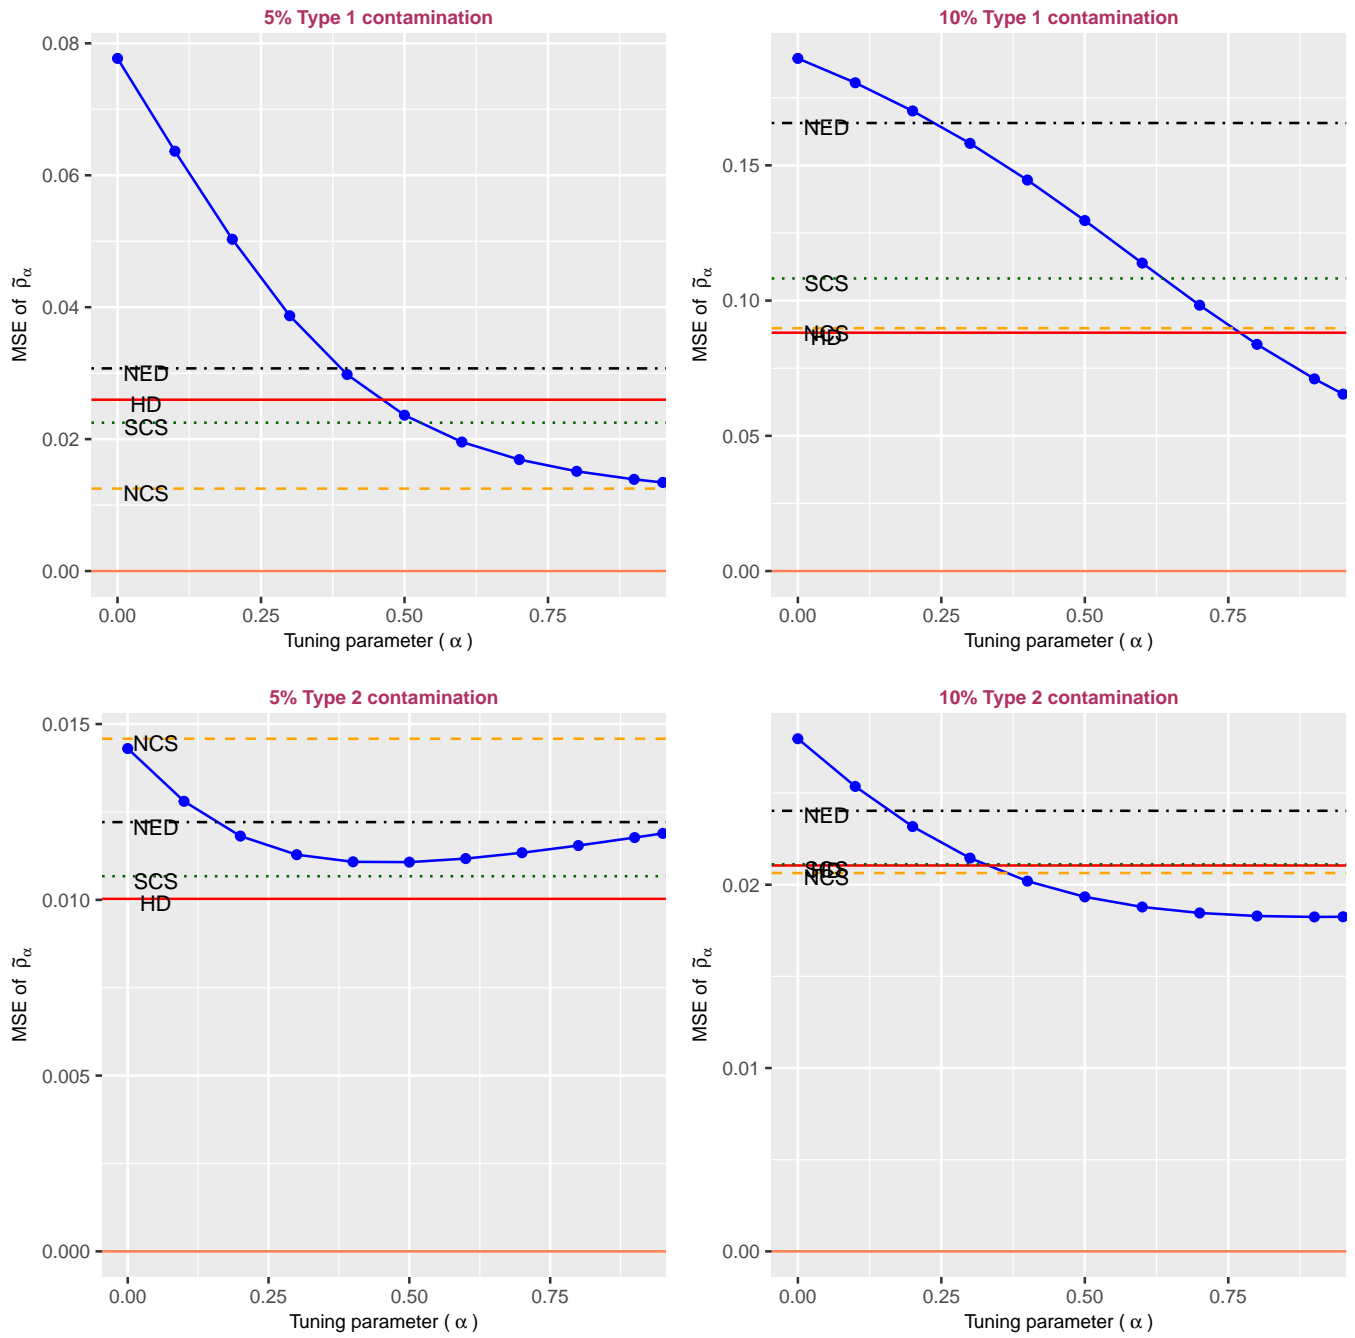 5% Type 1 contamination
0.08
0.06
0.04
0.02
0.00
MSE of ρ̃α
NED
HD
SCS
NCS
0.00 0.25 0.50 0.75
Tuning parameter ( α )
10% Type 1 contamination
0.15
0.10
0.05
0.00
MSE of ρ̃α
NED
SCS
NCS
HD
0.00 0.25 0.50 0.75
Tuning parameter ( α )
5% Type 2 contamination
0.015
0.010
0.005
0.000
MSE of ρ̃α
NCS
NED
SCS
HD
0.00 0.25 0.50 0.75
Tuning parameter ( α )
10% Type 2 contamination
0.02
0.01
0.00
MSE of ρ̃α
NED
SCS
HD
NCS
0.00 0.25 0.50 0.75
Tuning parameter ( α )